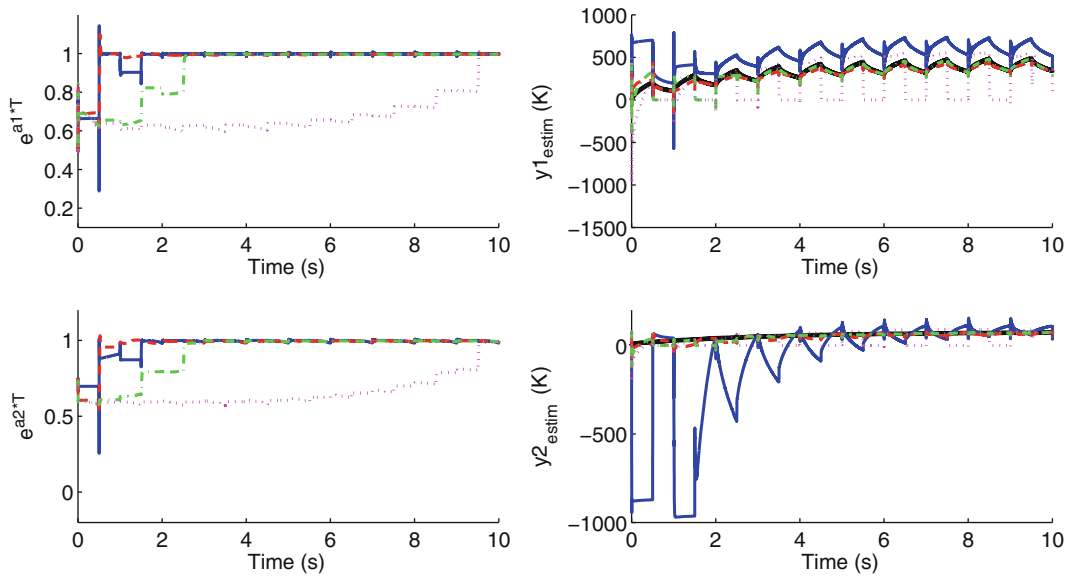 e^{a1*T}
1
0.8
0.6
0.4
0.2
0 2 4 6 8 10
Time (s)
y1_{estim} (K)
1000
500
0
−500
−1000
−1500
0 2 4 6 8 10
Time (s)
e^{a2*T}
1
0.5
0
0 2 4 6 8 10
Time (s)
y2_{estim} (K)
0
−500
−1000
0 2 4 6 8 10
Time (s)